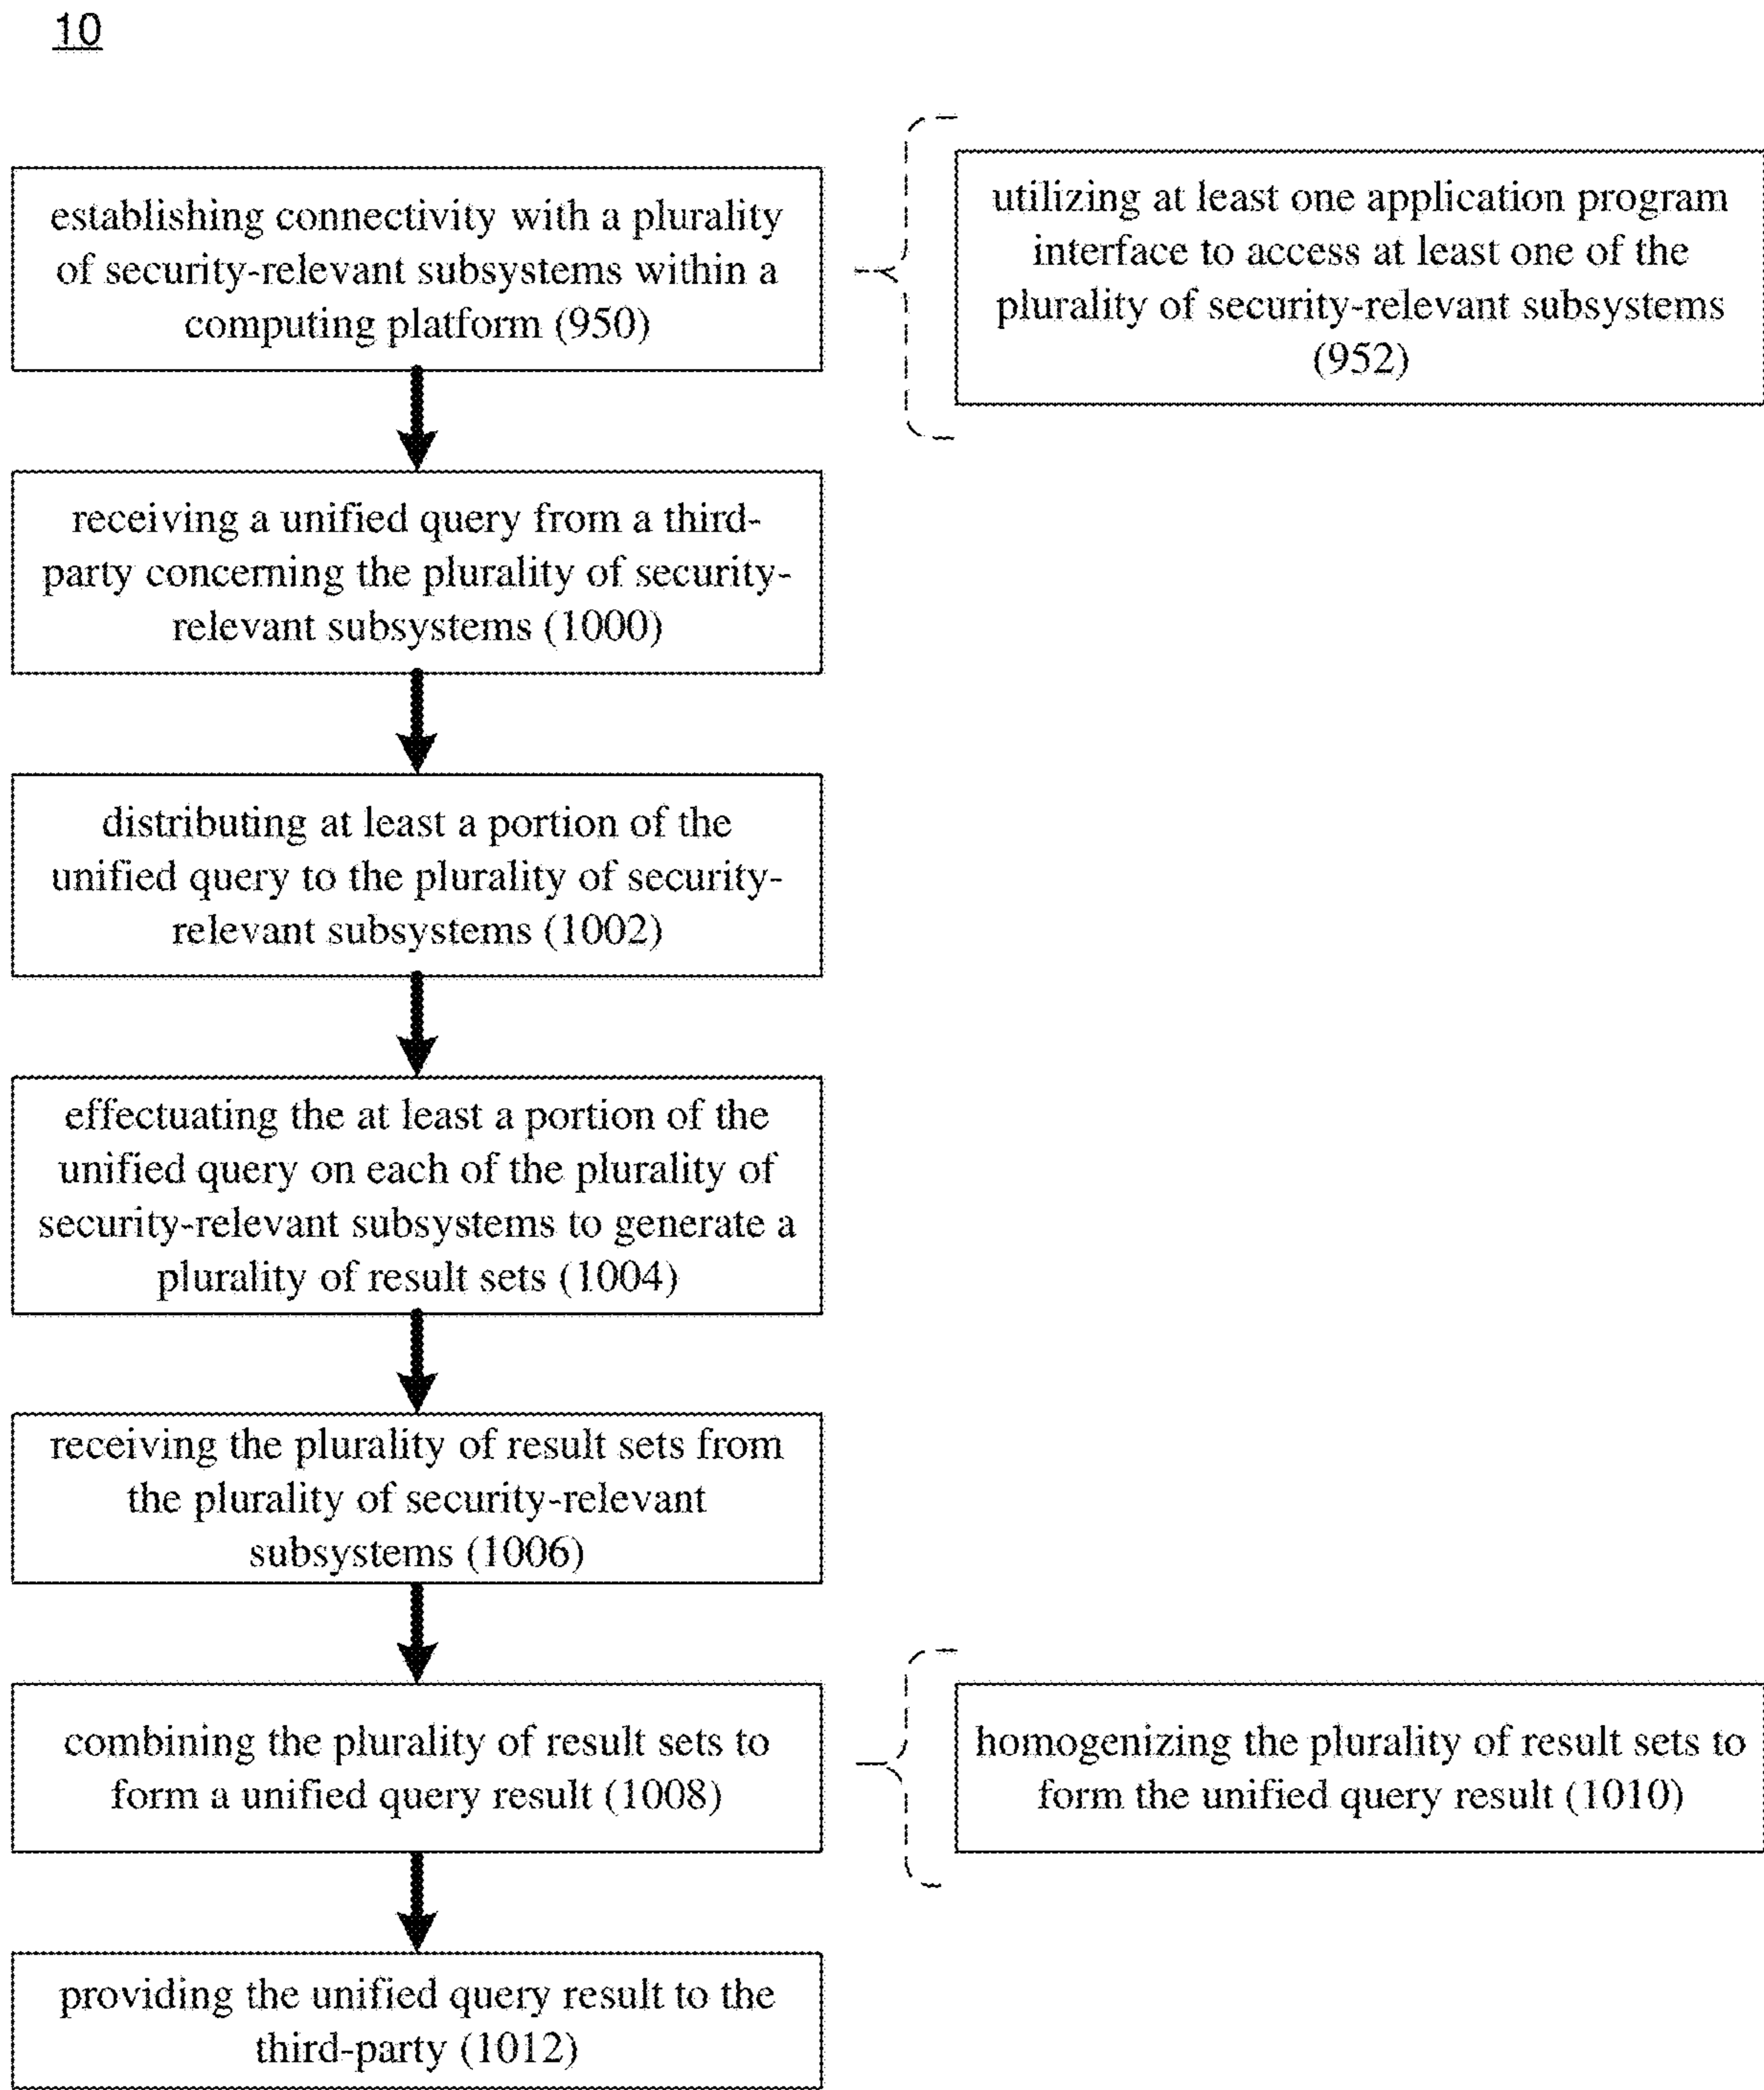 10
establishing connectivity with a plurality
of security-relevant subsystems within a
computing platform (950)
utilizing at least one application program
interface to access at least one of the
plurality of security-relevant subsystems
(952)
receiving a unified query from a third-
party concerning the plurality of security-
relevant subsystems (1000)
distributing at least a portion of the
unified query to the plurality of security-
relevant subsystems (1002)
effectuating the at least a portion of the
unified query on each of the plurality of
security-relevant subsystems to generate a
plurality of result sets (1004)
receiving the plurality of result sets from
the plurality of security-relevant
subsystems (1006)
combining the plurality of result sets to
form a unified query result (1008)
homogenizing the plurality of result sets to
form the unified query result (1010)
providing the unified query result to the
third-party (1012)